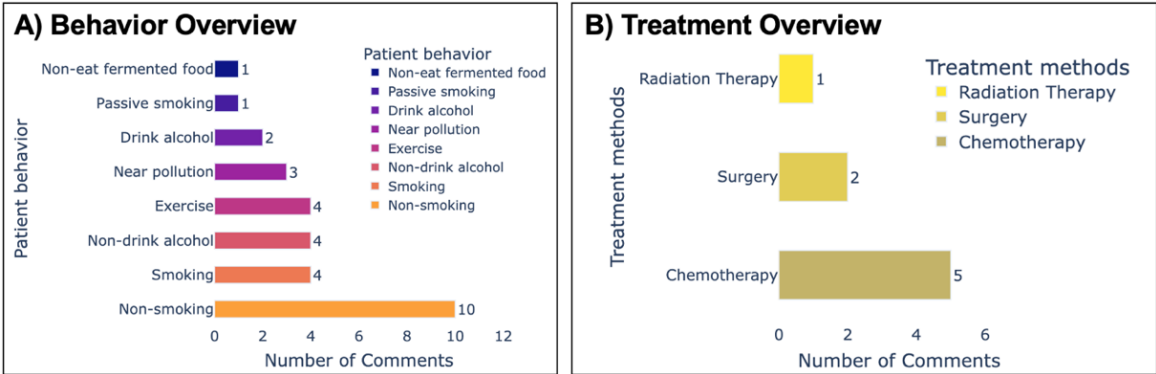 A) Behavior Overview
Patient behavior
Non-eat fermented food
Passive smoking
Drink alcohol
Near pollution
Exercise
Non-drink alcohol
Smoking
Non-smoking
1
1
2
3
4
4
4
10
0 2 4 6 8 10 12
Number of Comments
Patient behavior
Non-eat fermented food
Passive smoking
Drink alcohol
Near pollution
Exercise
Non-drink alcohol
Smoking
Non-smoking
B) Treatment Overview
Treatment methods
Radiation Therapy
Surgery
Chemotherapy
1
2
5
0 2 4 6
Number of Comments
Treatment methods
Radiation Therapy
Surgery
Chemotherapy